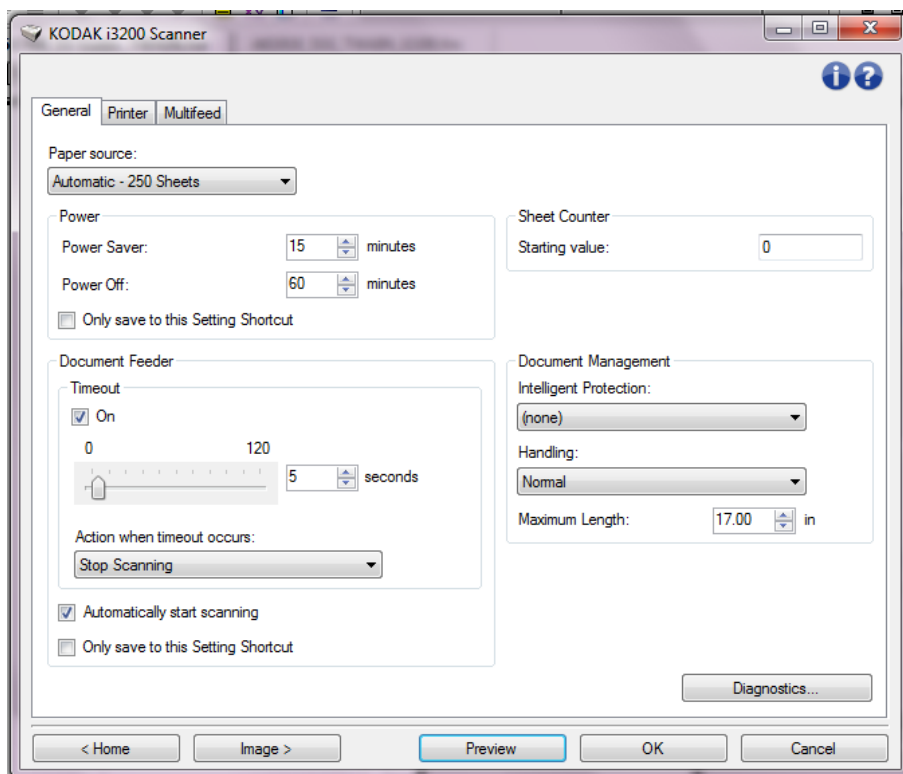 KODAK i3200 Scanner
General Printer Multifeed
Paper source:
Automatic - 250 Sheets
Power
Power Saver: 15 minutes
Power Off: 60 minutes
Only save to this Setting Shortcut
Sheet Counter
Starting value: 0
Document Feeder
Timeout
On
0 120
5 seconds
Action when timeout occurs:
Stop Scanning
Automatically start scanning
Only save to this Setting Shortcut
Document Management
Intelligent Protection:
(none)
Handling:
Normal
Maximum Length: 17.00 in
Diagnostics...
< Home Image > Preview OK Cancel